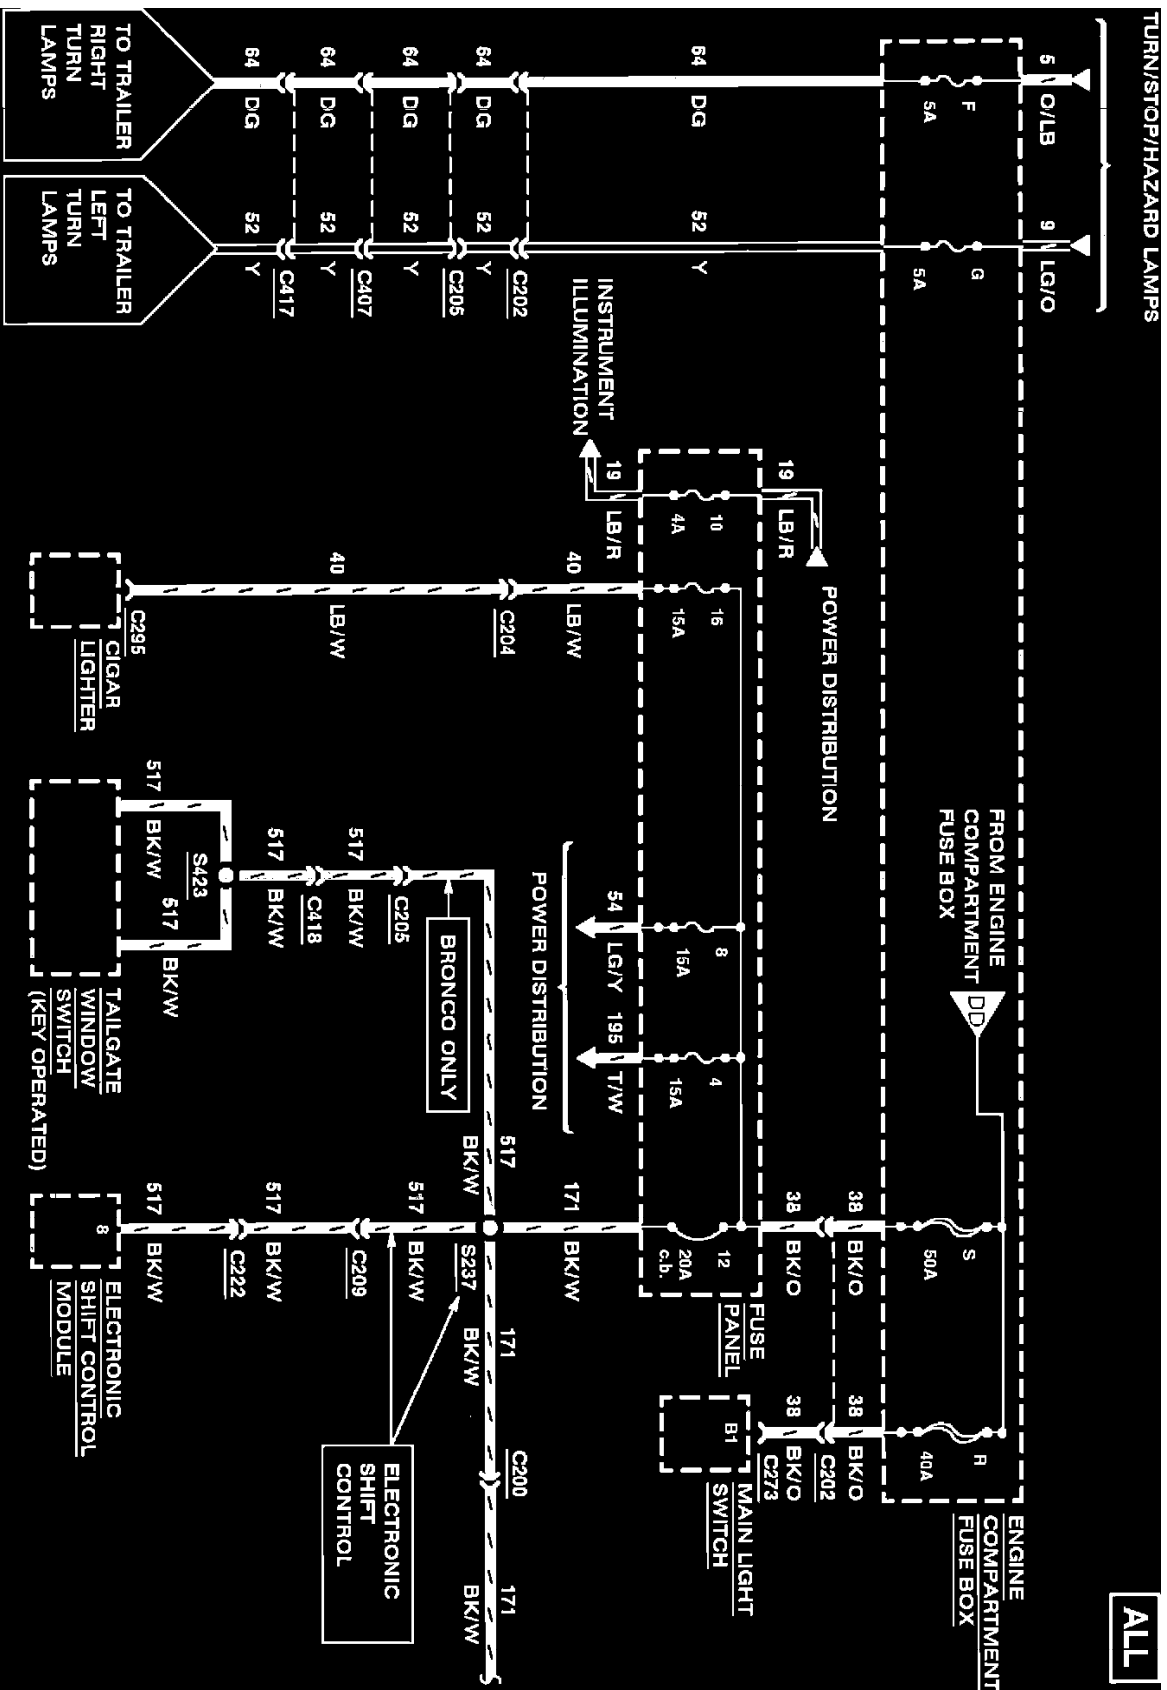 ALL
TURN/STOP/HAZARD LAMPS
5
O/LB
9
LG/O
F
5A
G
5A
64
DG
52
Y
64
DG
64
DG
64
DG
64
DG
52
Y
52
Y
52
Y
52
Y
C202
C205
C407
C417
TO TRAILER
RIGHT
TURN
LAMPS
TO TRAILER
LEFT
TURN
LAMPS
FROM ENGINE
COMPARTMENT
FUSE BOX
DD
S
50A
R
40A
ENGINE
COMPARTMENT
FUSE BOX
38
BK/O
38
BK/O
C202
38
BK/O
38
BK/O
C273
B1
MAIN LIGHT
SWITCH
POWER DISTRIBUTION
19
LB/R
10
4A
16
15A
8
15A
4
15A
12
20A
c.b.
FUSE
PANEL
19
LB/R
INSTRUMENT
ILLUMINATION
40
LB/W
C204
40
LB/W
C295
CIGAR
LIGHTER
54
LG/Y
195
T/W
POWER DISTRIBUTION
171
BK/W
S237
171
BK/W
C200
171
BK/W
517
BK/W
BRONCO ONLY
C205
517
BK/W
C418
517
BK/W
S423
517
BK/W
517
BK/W
TAILGATE
WINDOW
SWITCH
(KEY OPERATED)
517
BK/W
C209
517
BK/W
C222
517
BK/W
8
ELECTRONIC
SHIFT CONTROL
MODULE
ELECTRONIC
SHIFT
CONTROL